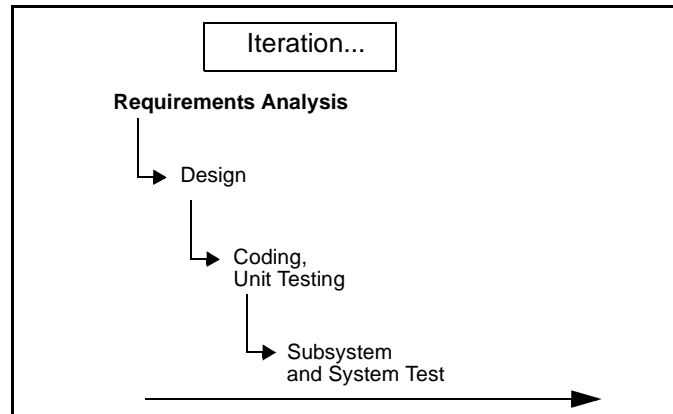 Iteration...
Requirements Analysis
Design
Coding,
Unit Testing
Subsystem
and System Test